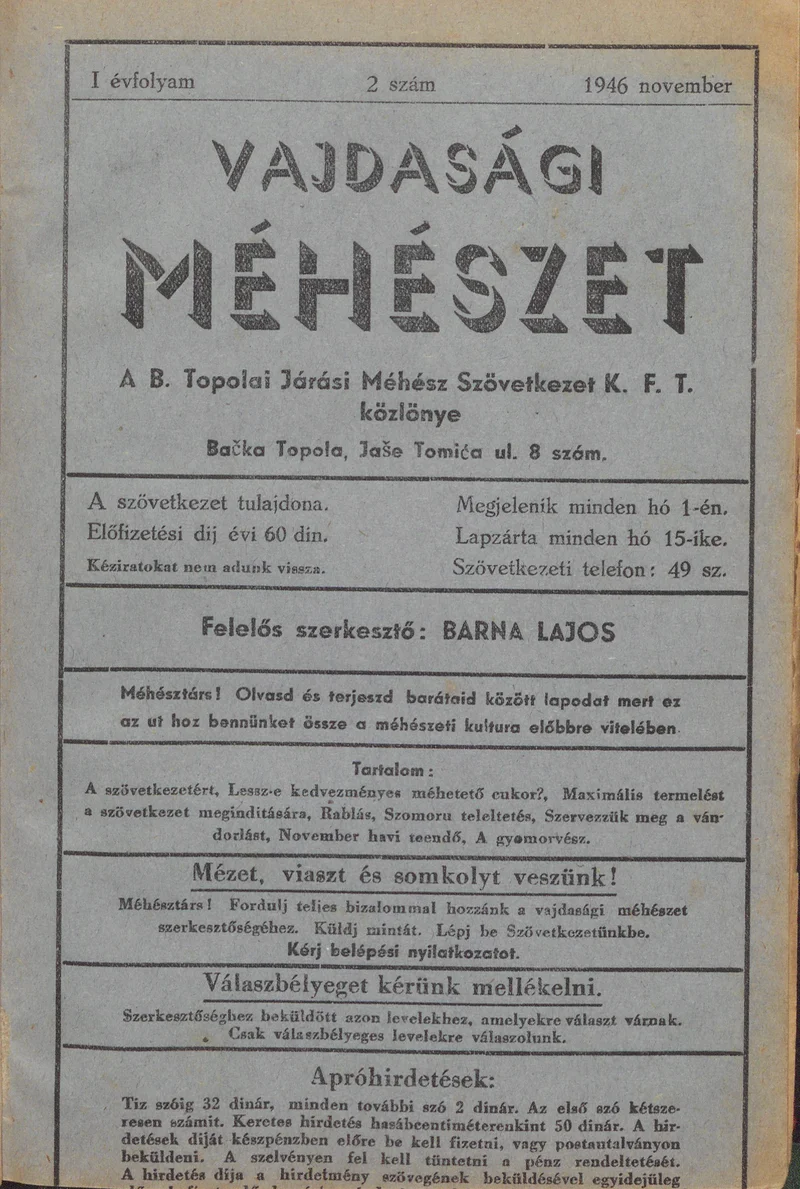 I évfolyam 2 szám 1946 november
VAJDASÁGI
MÉHÉSZET
A B. Topolai Járási Méhész Szövetkezet K. F. T.
közlönye
Bačka Topola, Jaše Tomića ul. 8 szám.
A szövetkezet tulajdona.
Előfizetési dij évi 60 din.
Kéziratokat nem adunk vissza.
Megjelenik minden hó 1-én.
Lapzárta minden hó 15-ike.
Szövetkezeti telefon: 49 sz.
Felelős szerkesztő: BARNA LAJOS
Méhésztárs! Olvasd és terjeszd barátaid között lapodat mert ez
az ut hoz bennünket össze a méhészeti kultura előbbre vitelében.
Tartalom:
A szövetkezetért, Lessz-e kedvezményes méhetető cukor?, Maximális termelést
a szövetkezet meginditására, Rablás, Szomoru teleltetés, Szervezzük meg a ván-
dorlást, November havi teendő, A gyomorvész.
Mézet, viaszt és somkolyt veszünk!
Méhésztárs! Fordulj teljes bizalommal hozzánk a vajdasági méhészet
szerkesztőségéhez. Küldj mintát. Lépj be Szövetkezetünkbe.
Kérj belépési nyilatkozatot.
Válaszbélyeget kérünk mellékelni.
Szerkesztőséghez beküldött azon levelekhez, amelyekre választ várnak.
Csak válaszbélyeges levelekre válaszolunk.
Apróhirdetések:
Tiz szóig 32 dinár, minden további szó 2 dinár. Az első szó kétsze-
resen számit. Keretes hirdetés hasábcentiméterenkint 50 dinár. A hir-
detések diját készpénzben előre be kell fizetni, vagy postautalványon
beküldeni. A szelvényen fel kell tüntetni a pénz rendeltetését.
A hirdetés dija a hirdetmény szövegének beküldésével egyidejüleg